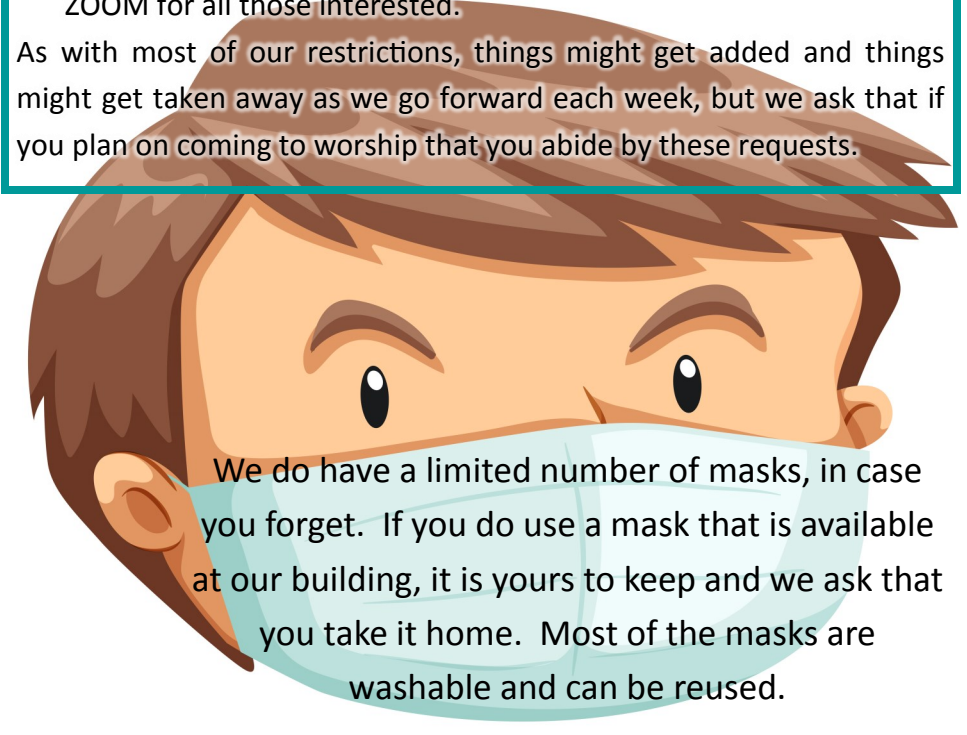 ZOOM for all those interested.
As with most of our restrictions, things might get added and things
might get taken away as we go forward each week, but we ask that if
you plan on coming to worship that you abide by these requests.
We do have a limited number of masks, in case
you forget.  If you do use a mask that is available
at our building, it is yours to keep and we ask that
you take it home.  Most of the masks are
washable and can be reused.